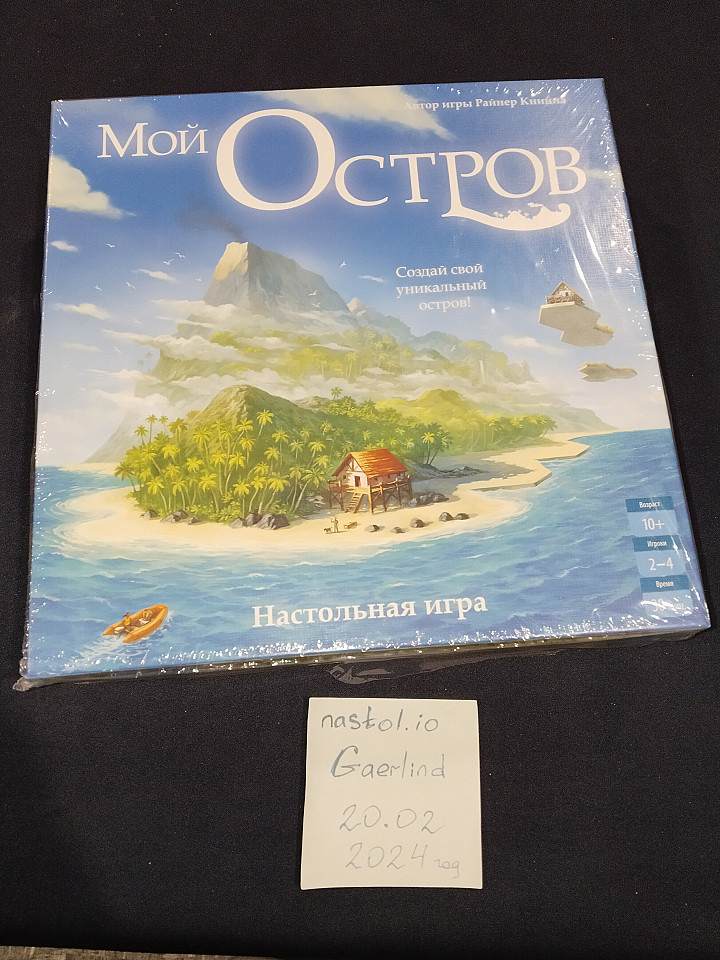 Автор игры Райнер Книция
Мой Остров
Создай свой
уникальный
остров!
Возраст
10+
Игроки
2–4
Время
Настольная игра
nastol.io
Gaerlind
20.02
2024 год